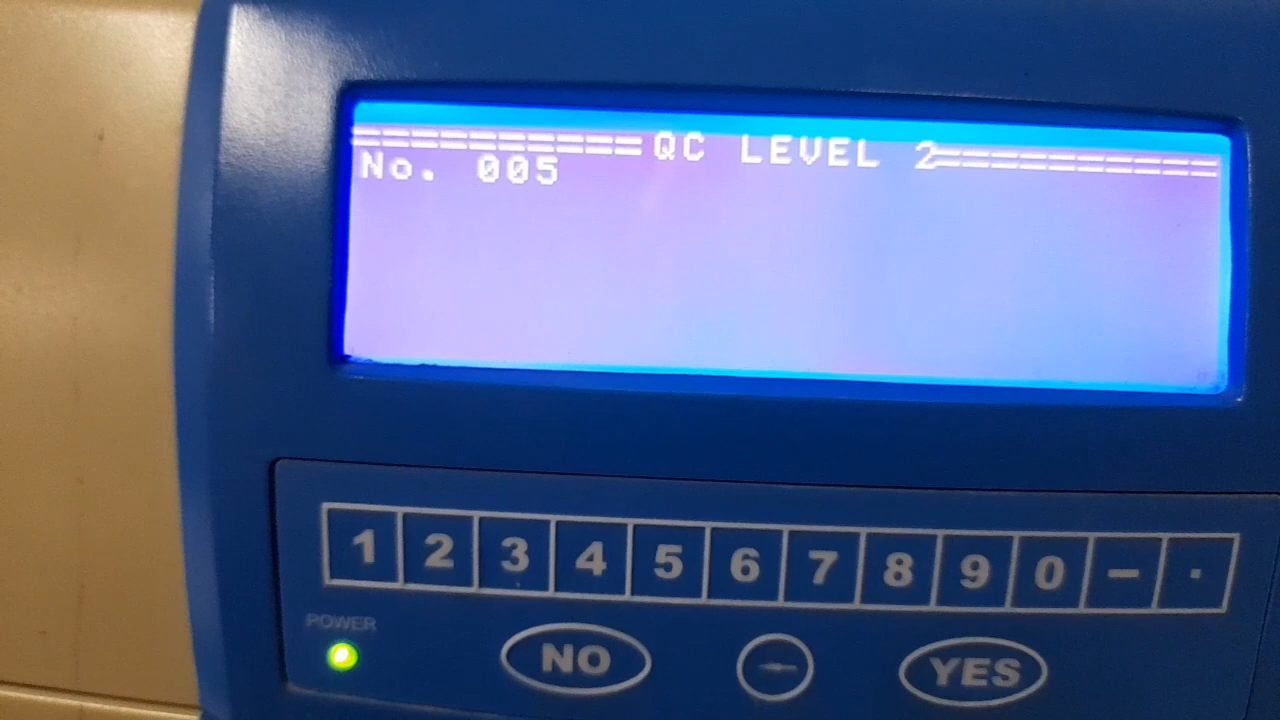 ==========QC LEVEL 2==========
No. 005
1 2 3 4 5 6 7 8 9 0 – .
POWER
NO ← YES